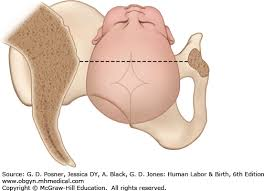 Source: G. D. Posner, Jessica DY, A. Black, G. D. Jones: Human Labor & Birth, 6th Edition
www.obgyn.mhmedical.com
Copyright © McGraw-Hill Education. All rights reserved.